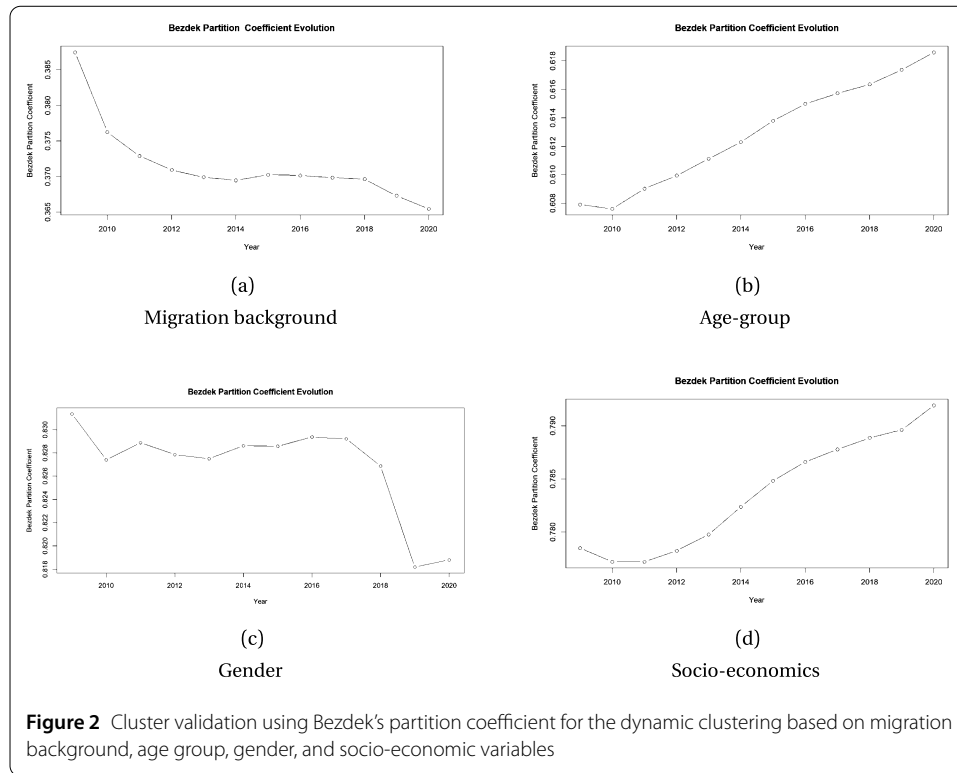 Bezdek Partition Coefficient Evolution
Bezdek Partition Coefficient
0.385
0.380
0.375
0.370
0.365
2010 2012 2014 2016 2018 2020
Year
(a)
Migration background
Bezdek Partition Coefficient Evolution
Bezdek Partition Coefficient
0.618
0.616
0.614
0.612
0.610
0.608
2010 2012 2014 2016 2018 2020
Year
(b)
Age-group
Bezdek Partition Coefficient Evolution
Bezdek Partition Coefficient
0.830
0.828
0.826
0.824
0.822
0.820
0.818
2010 2012 2014 2016 2018 2020
Year
(c)
Gender
Bezdek Partition Coefficient Evolution
Bezdek Partition Coefficient
0.790
0.785
0.780
2010 2012 2014 2016 2018 2020
Year
(d)
Socio-economics
Figure 2 Cluster validation using Bezdek's partition coefficient for the dynamic clustering based on migration
background, age group, gender, and socio-economic variables